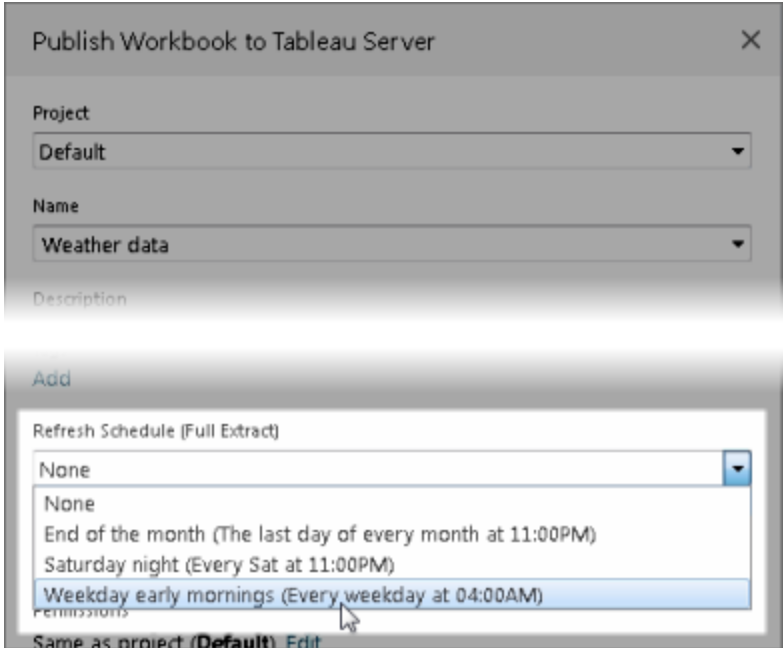 Publish Workbook to Tableau Server
Project
Default
Name
Weather data
Description
Add
Refresh Schedule (Full Extract)
None
None
End of the month (The last day of every month at 11:00PM)
Saturday night (Every Sat at 11:00PM)
Weekday early mornings (Every weekday at 04:00AM)
Permissions
Same as project (Default) Edit